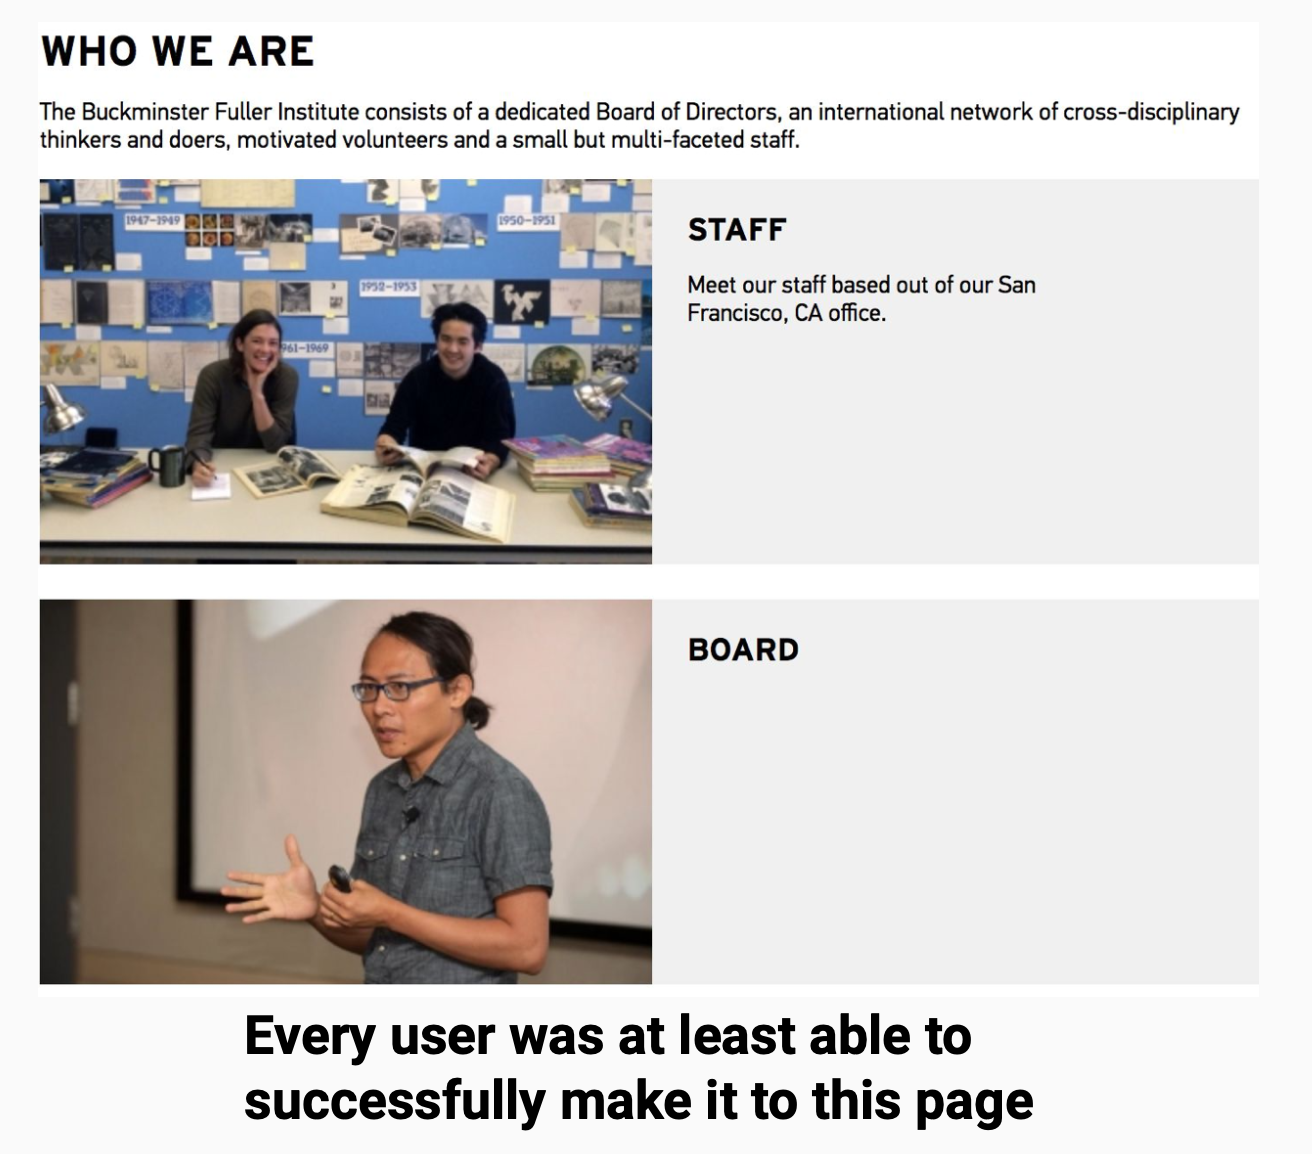 WHO WE ARE
The Buckminster Fuller Institute consists of a dedicated Board of Directors, an international network of cross-disciplinary
thinkers and doers, motivated volunteers and a small but multi-faceted staff.
1947–1949
1950–1951
1952–1953
961–1969
STAFF
Meet our staff based out of our San
Francisco, CA office.
BOARD
Every user was at least able to
successfully make it to this page